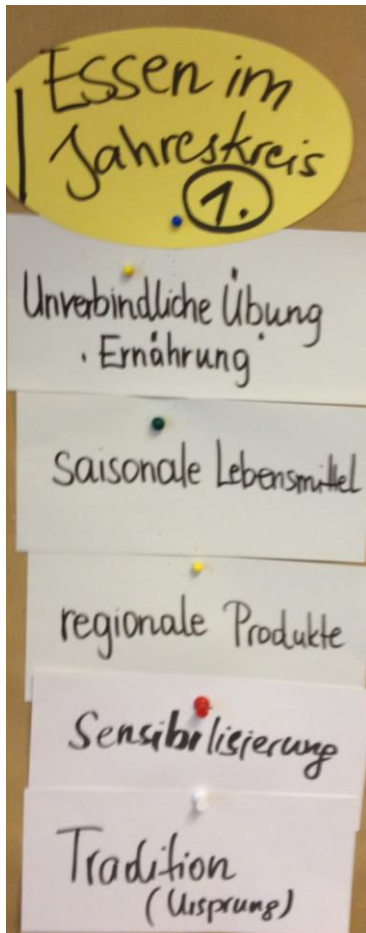 Essen im
Jahreskreis
1.
Unverbindliche Übung
Ernährung
saisonale Lebensmittel
regionale Produkte
Sensibilisierung
Tradition
(Ursprung)